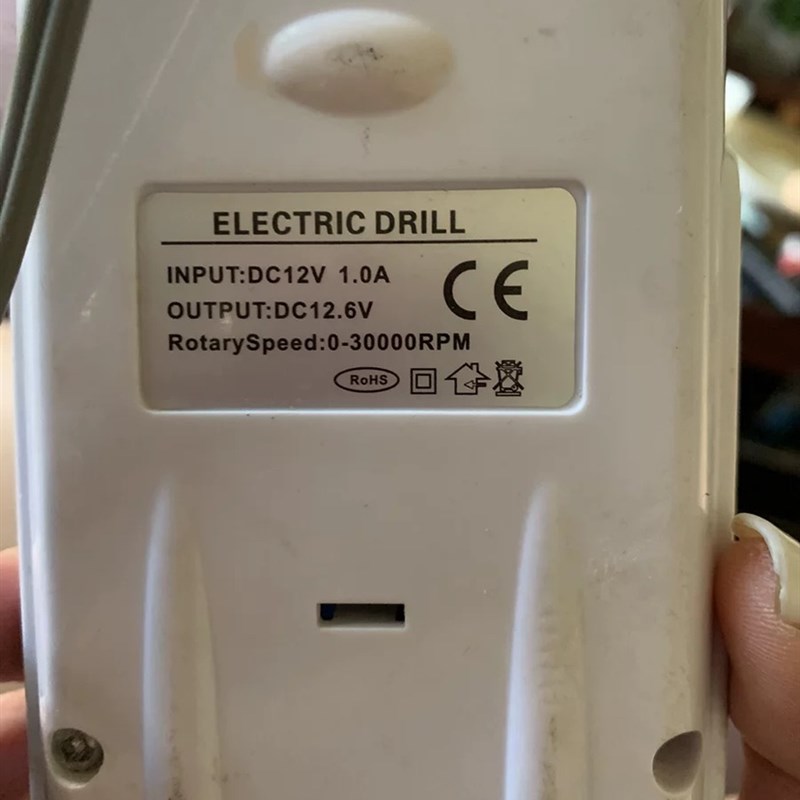 ELECTRIC DRILL
INPUT:DC12V 1.0A
OUTPUT:DC12.6V
CE
RotarySpeed:0-30000RPM
RoHS